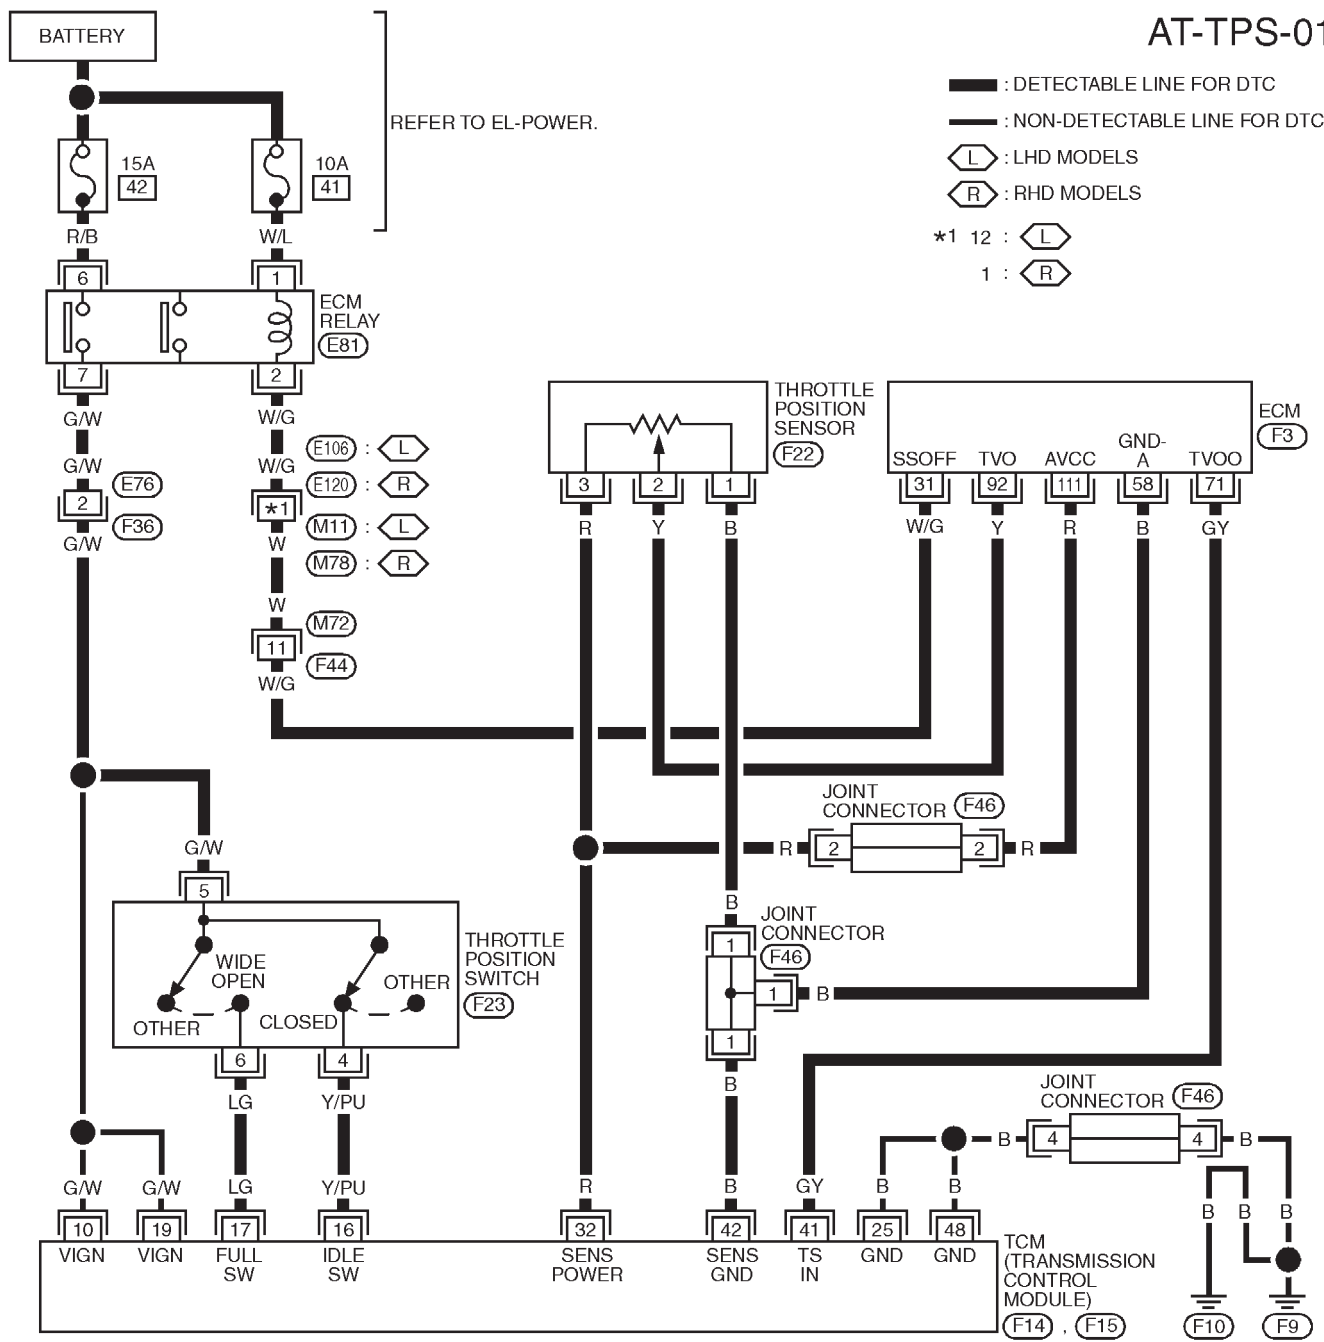 AT-TPS-01
BATTERY
REFER TO EL-POWER.
: DETECTABLE LINE FOR DTC
: NON-DETECTABLE LINE FOR DTC
L : LHD MODELS
R : RHD MODELS
*1 12 : L
1 : R
15A
42
10A
41
R/B
W/L
6
1
ECM
RELAY
E81
7
2
G/W
W/G
E106 : L
G/W
W/G
E120 : R
E76
2
*1
F36
M11 : L
G/W
W
M78 : R
W
M72
11
F44
W/G
THROTTLE
POSITION
SENSOR
F22
3
2
1
R
Y
B
ECM
F3
SSOFF
TVO
AVCC
GND-
A
TVOO
31
92
111
58
71
W/G
Y
R
B
GY
JOINT
CONNECTOR F46
R
2
2
R
G/W
5
B
JOINT
CONNECTOR
F46
1
1
B
1
B
WIDE
OPEN
OTHER
OTHER
CLOSED
THROTTLE
POSITION
SWITCH
F23
6
4
LG
Y/PU
JOINT
CONNECTOR F46
B
4
4
B
G/W
G/W
LG
Y/PU
R
B
GY
B
B
B
B
B
10
19
17
16
32
42
41
25
48
VIGN
VIGN
FULL
SW
IDLE
SW
SENS
POWER
SENS
GND
TS
IN
GND
GND
TCM
(TRANSMISSION
CONTROL
MODULE)
F14 , F15
F10
F9